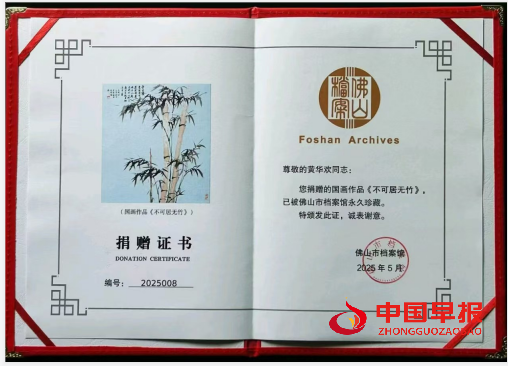 （国画作品《不可居无竹》）
捐赠证书
DONATION CERTIFICATE
编号： 2025008
佛山
檔案
Foshan Archives
尊敬的黄华欢同志：
您捐赠的国画作品《不可居无竹》，
已被佛山市档案馆永久珍藏。
特颁发此证，诚表谢意。
佛山市档案馆
2025年5月
中国早报
ZHONGGUOZAOBAO